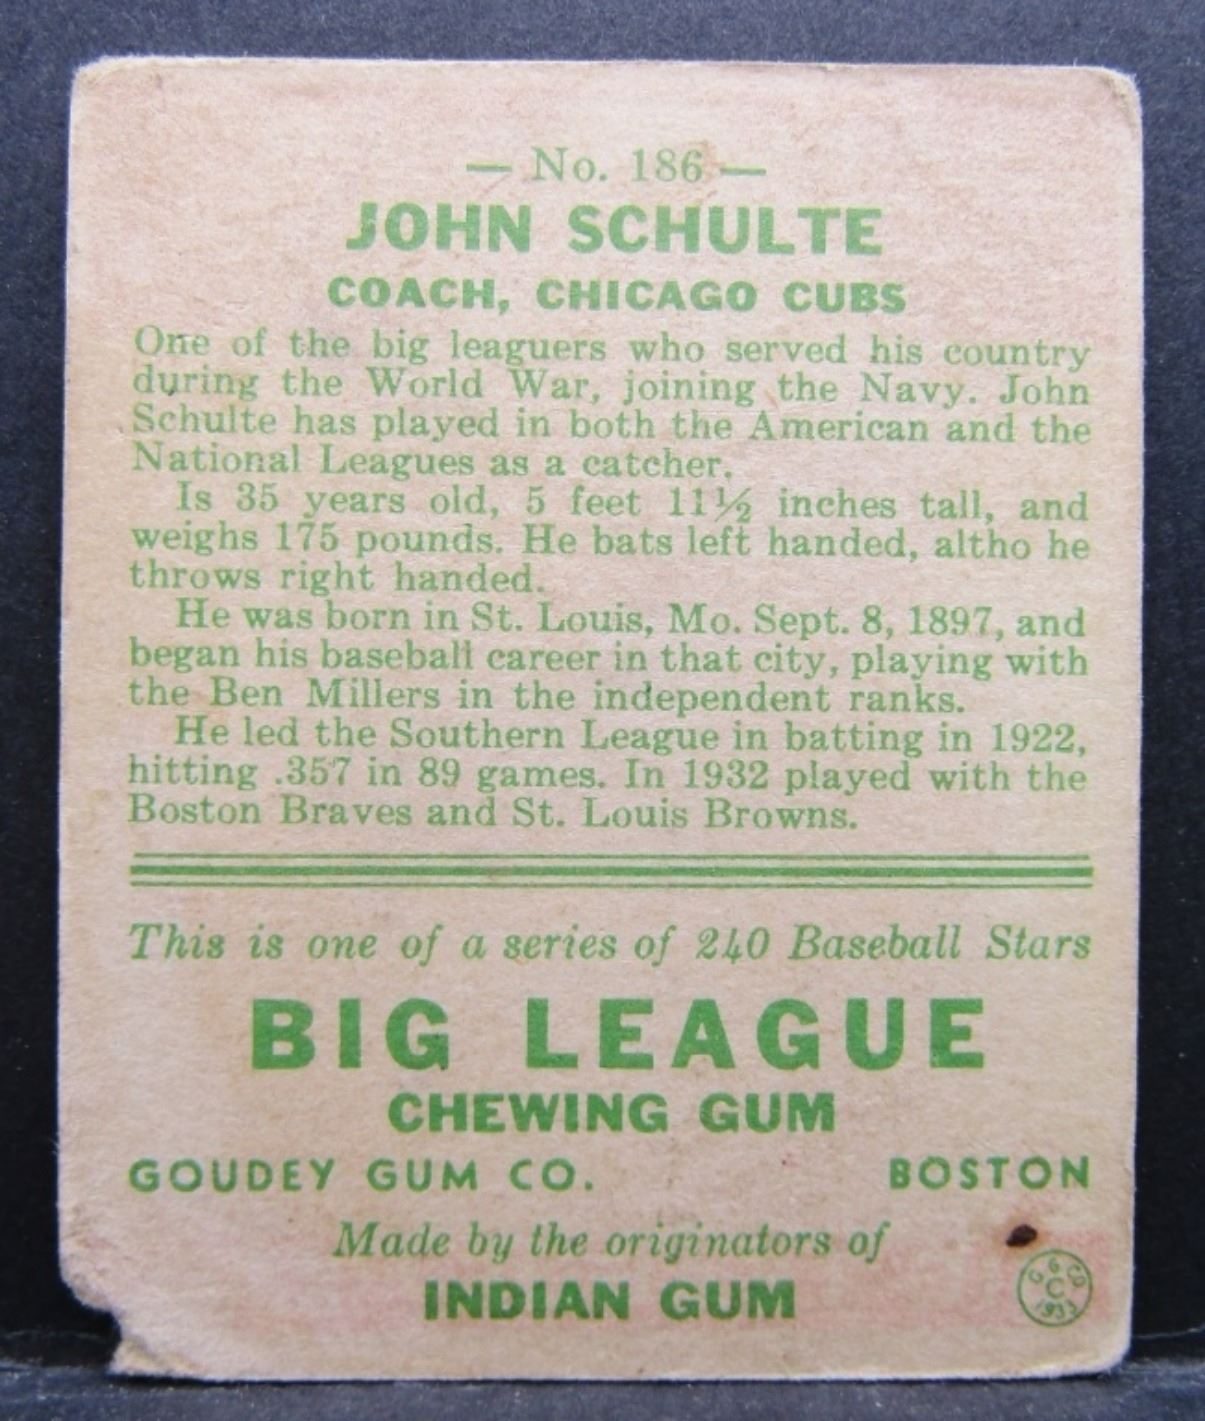 — No. 186 —
JOHN SCHULTE
COACH, CHICAGO CUBS
One of the big leaguers who served his country
during the World War, joining the Navy. John
Schulte has played in both the American and the
National Leagues as a catcher.
Is 35 years old, 5 feet 11½ inches tall, and
weighs 175 pounds. He bats left handed, altho he
throws right handed.
He was born in St. Louis, Mo. Sept. 8, 1897, and
began his baseball career in that city, playing with
the Ben Millers in the independent ranks.
He led the Southern League in batting in 1922,
hitting .357 in 89 games. In 1932 played with the
Boston Braves and St. Louis Browns.
This is one of a series of 240 Baseball Stars
BIG LEAGUE
CHEWING GUM
GOUDEY GUM CO. BOSTON
Made by the originators of
INDIAN GUM
G G CO
C
1933